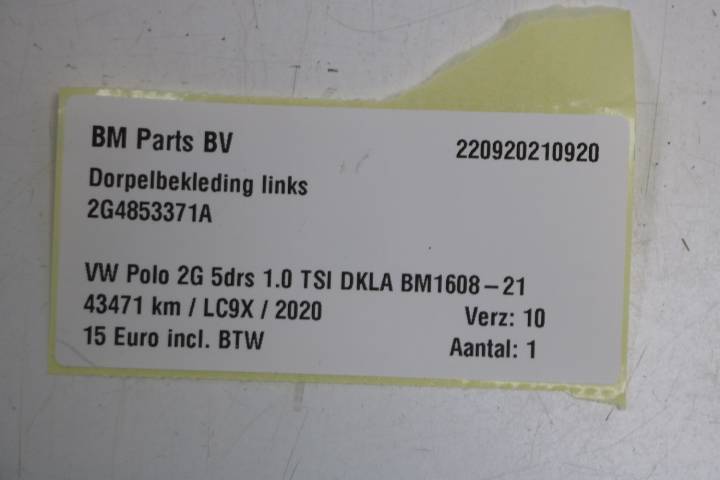 BM Parts BV 220920210920
Dorpelbekleding links
2G4853371A
VW Polo 2G 5drs 1.0 TSI DKLA BM1608-21
43471 km / LC9X / 2020 Verz: 10
15 Euro incl. BTW Aantal: 1